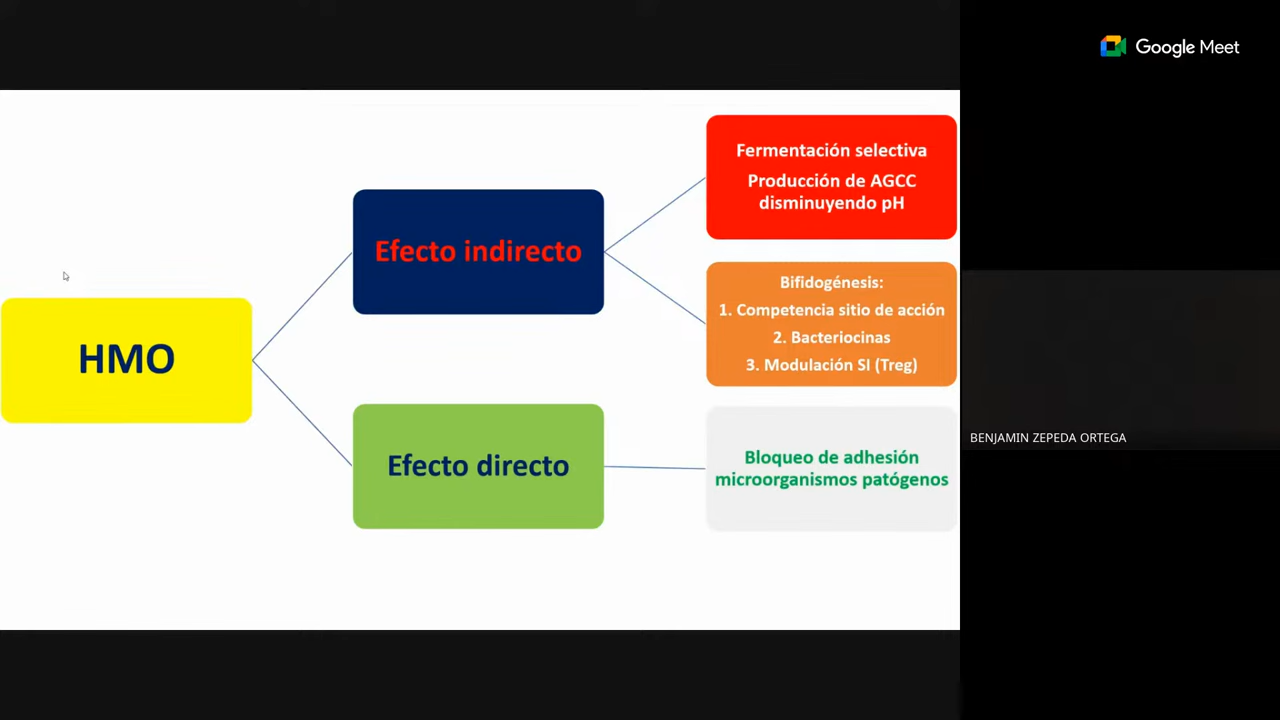 Google Meet
Fermentación selectiva
Producción de AGCC
disminuyendo pH
Efecto indirecto
Bifidogénesis:
1. Competencia sitio de acción
2. Bacteriocinas
3. Modulación SI (Treg)
HMO
Efecto directo
Bloqueo de adhesión
microorganismos patógenos
BENJAMIN ZEPEDA ORTEGA